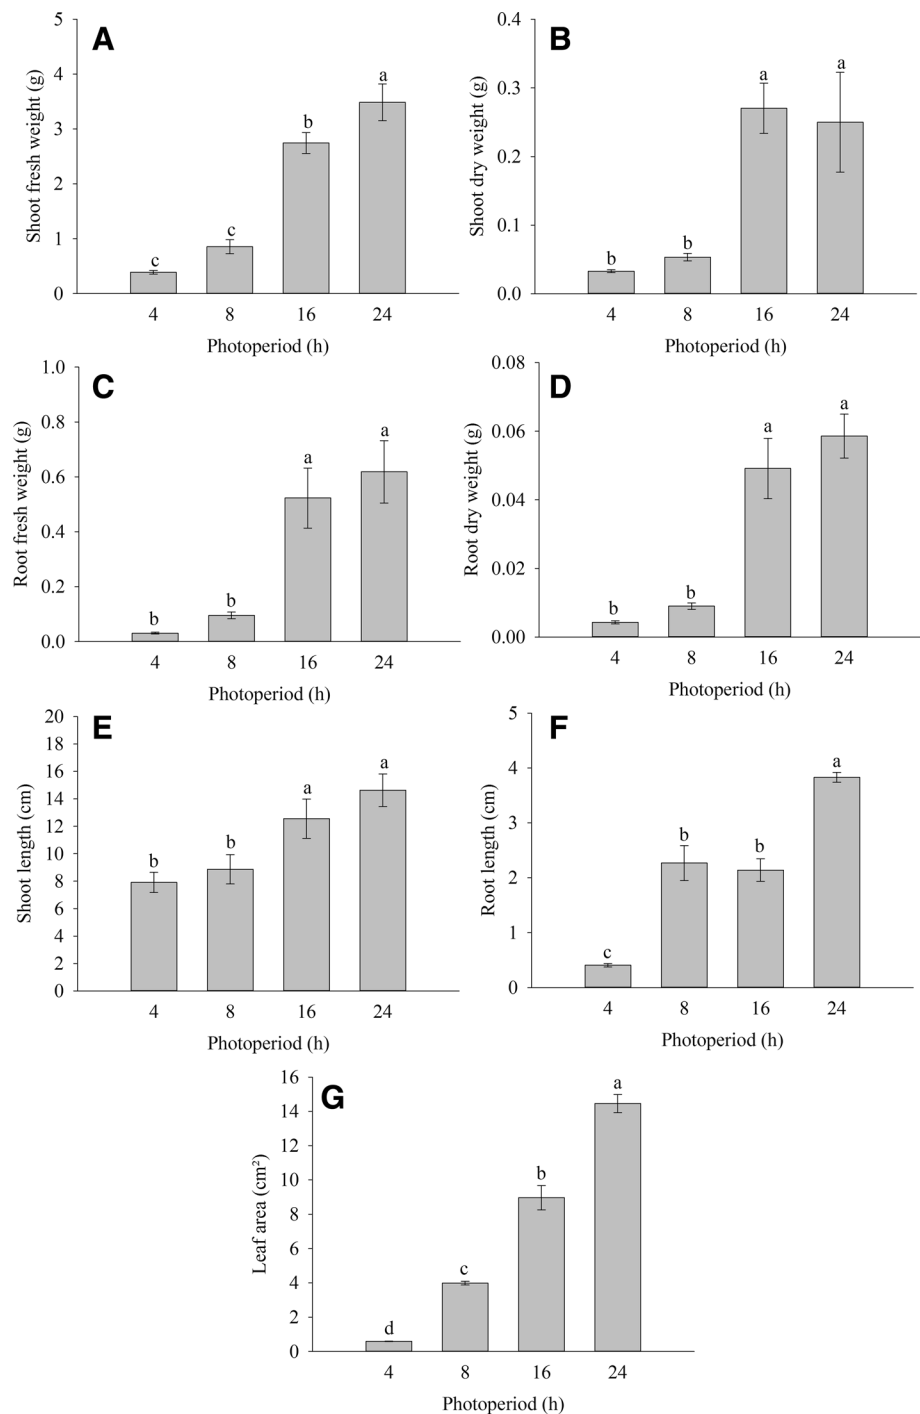 A
Shoot fresh weight (g)
5
4
3
2
1
0
c
c
b
a
4 8 16 24
Photoperiod (h)
B
Shoot dry weight (g)
0.4
0.3
0.2
0.1
0.0
b
b
a
a
4 8 16 24
Photoperiod (h)
C
Root fresh weight (g)
1.0
0.8
0.6
0.4
0.2
0.0
b
b
a
a
4 8 16 24
Photoperiod (h)
D
Root dry weight (g)
0.08
0.06
0.04
0.02
0.00
b
b
a
a
4 8 16 24
Photoperiod (h)
E
Shoot length (cm)
20
18
16
14
12
10
8
6
4
2
0
b
b
a
a
4 8 16 24
Photoperiod (h)
F
Root length (cm)
5
4
3
2
1
0
c
b
b
a
4 8 16 24
Photoperiod (h)
G
Leaf area (cm²)
16
14
10
8
4
2
0
d
c
b
a
4 8 16 24
Photoperiod (h)